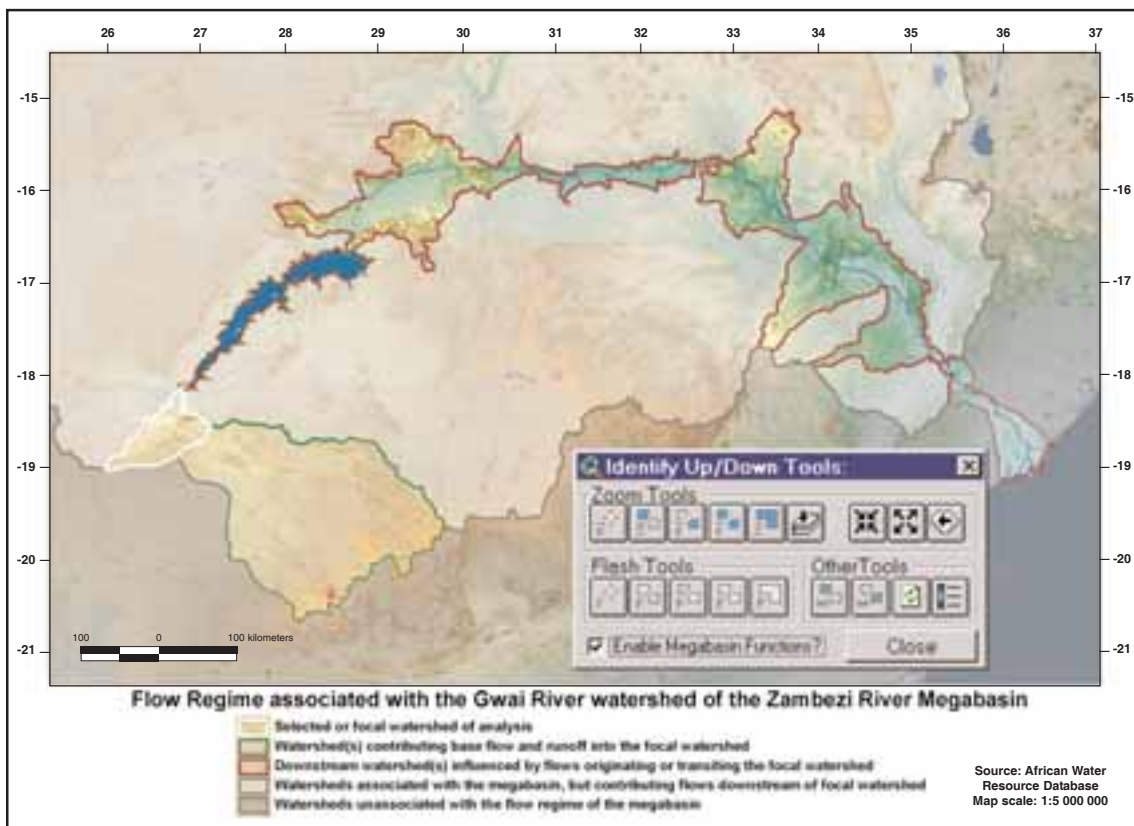 26 27 28 29 30 31 32 33 34 35 36 37
-15 -15
-16 -16
-17 -17
-18 -18
-19 -19
-20 -20
-21 -21
Identify Up/Down Tools:
Zoom Tools
Flash Tools
Other Tools
Enable Megabasin Functions?
Close
100 0 100 kilometers
Flow Regime associated with the Gwai River watershed of the Zambezi River Megabasin
Selected or focal watershed of analysis
Watershed(s) contributing base flow and runoff into the focal watershed
Downstream watershed(s) influenced by flows originating or transiting the focal watershed
Watersheds associated with the megabasin, but contributing flows downstream of focal watershed
Watersheds unassociated with the flow regime of the megabasin
Source: African Water
Resource Database
Map scale: 1:5 000 000